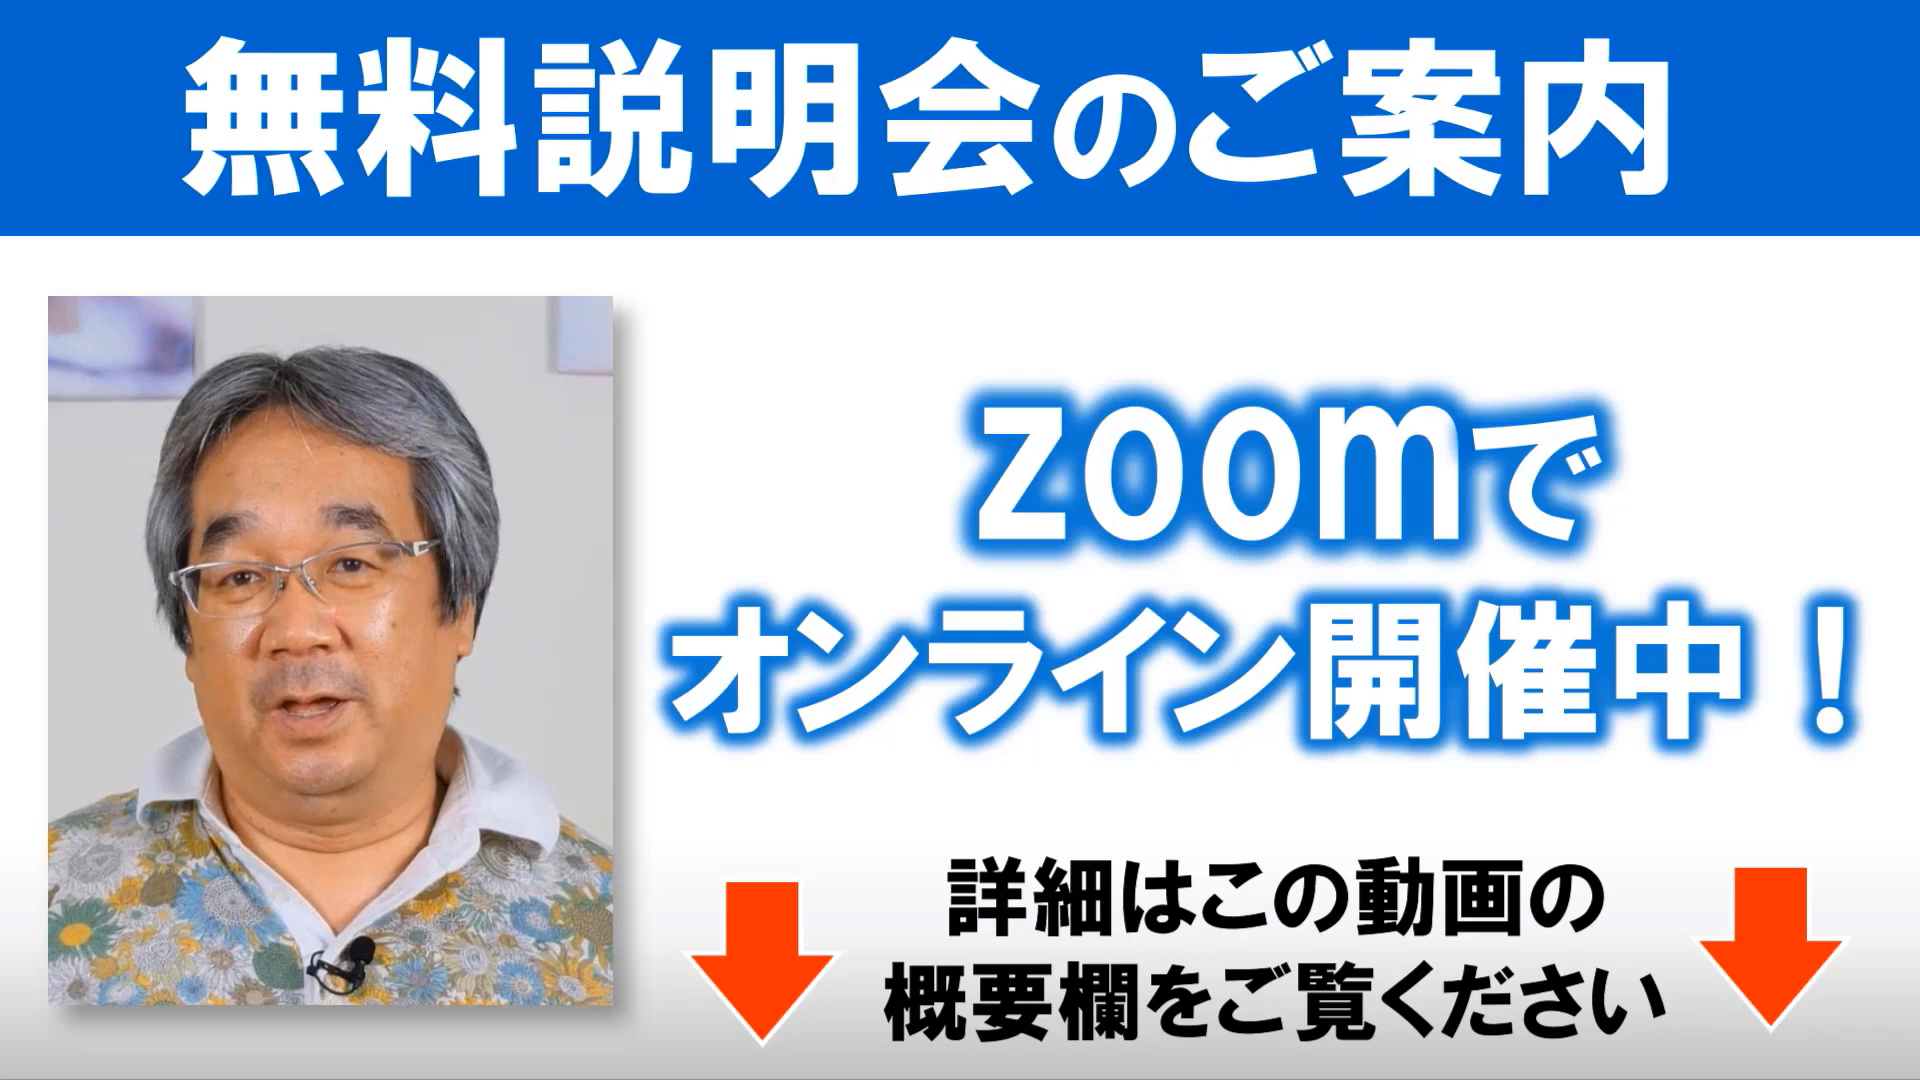 無料説明会のご案内
zoomで
オンライン開催中！
詳細はこの動画の
概要欄をご覧ください